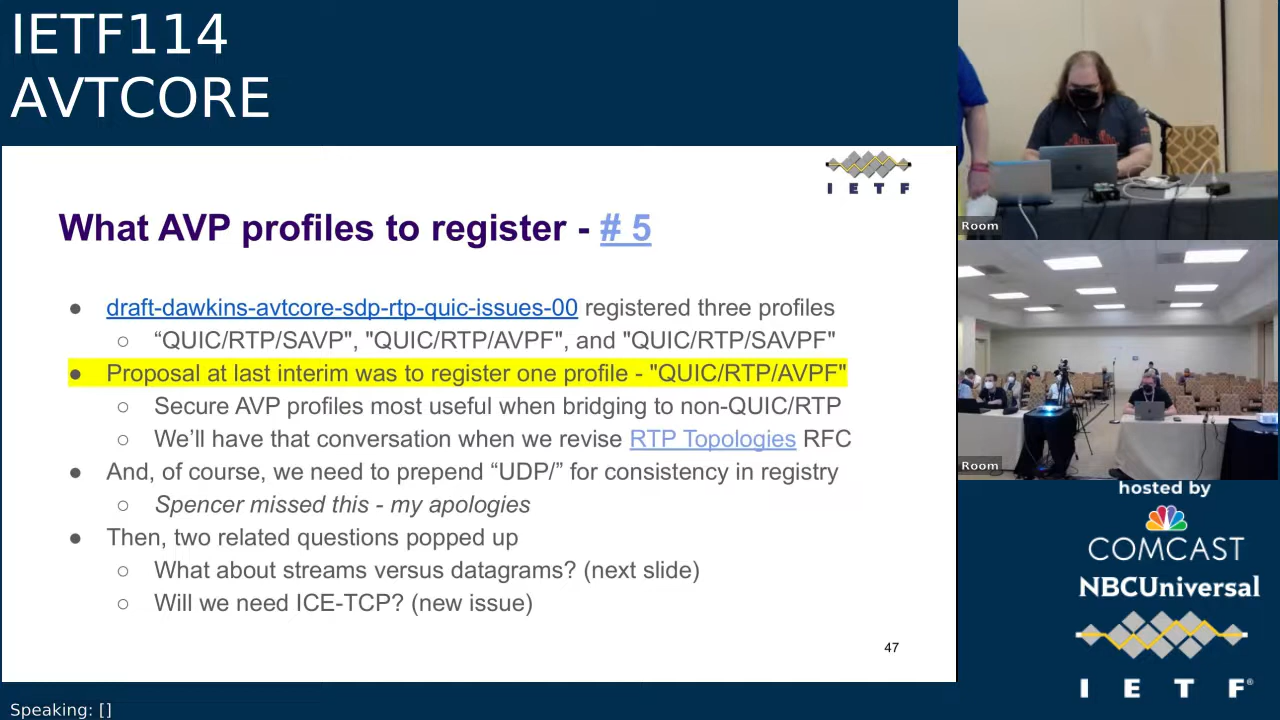 IETF114
AVTCORE
I E T F
What AVP profiles to register - # 5
● draft-dawkins-avtcore-sdp-rtp-quic-issues-00 registered three profiles
○ “QUIC/RTP/SAVP", "QUIC/RTP/AVPF", and "QUIC/RTP/SAVPF"
● Proposal at last interim was to register one profile - "QUIC/RTP/AVPF"
○ Secure AVP profiles most useful when bridging to non-QUIC/RTP
○ We’ll have that conversation when we revise RTP Topologies RFC
● And, of course, we need to prepend “UDP/” for consistency in registry
○ Spencer missed this - my apologies
● Then, two related questions popped up
○ What about streams versus datagrams? (next slide)
○ Will we need ICE-TCP? (new issue)
47
Room
Room
hosted by
COMCAST
NBCUniversal
I E T F®
Speaking: []